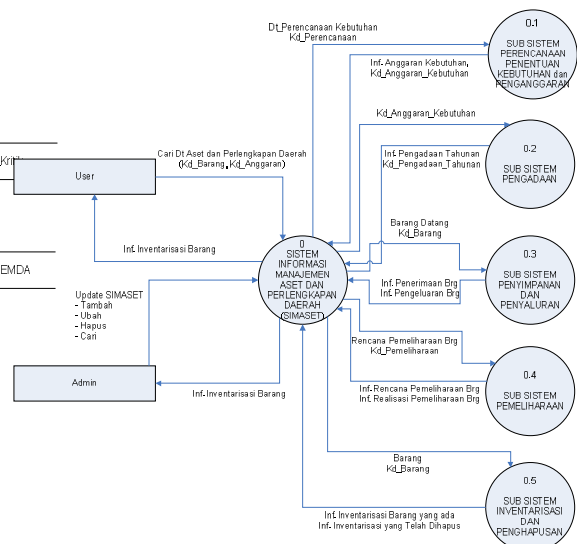 Dt_Perencanaan Kebutuhan
Kd_Perencanaan
0.1
SUB SISTEM
PERENCANAAN
PENENTUAN
KEBUTUHAN dan
PENGANGGARAN
Inf. Anggaran Kebutuhan,
Kd_Anggaran_Kebutuhan
Kd_Anggaran_Kebutuhan
0.2
SUB SISTEM
PENGADAAN
Inf. Pengadaan Tahunan
Kd_Pengadaan_Tahunan
Cari Dt Aset dan Perlengkapan Daerah
(Kd_Barang, Kd_Anggaran)
User
Inf. Inventarisasi Barang
Barang Datang
Kd_Barang
0
SISTEM
INFORMASI
MANAJEMEN
ASET DAN
PERLENGKAPAN
DAERAH
(SIMASET)
0.3
SUB SISTEM
PENYIMPANAN
DAN
PENYALURAN
Inf. Penerimaan Brg
Inf. Pengeluran Brg
EMDA
Update SIMASET
- Tambah
- Ubah
- Hapus
- Cari
Rencana Pemeliharaan Brg
Kd_Pemeliharaan
0.4
SUB SISTEM
PEMELIHARAAN
Admin
Inf. Inventarisasi Barang
Inf. Rencana Pemeliharaan Brg
Inf. Realisasi Pemeliharaan Brg
Barang
Kd_Barang
0.5
SUB SISTEM
INVENTARISASI
DAN
PENGHAPUSAN
Inf. Inventarisasi Barang yang ada
Inf. Inventarisasi yang Telah Dihapus